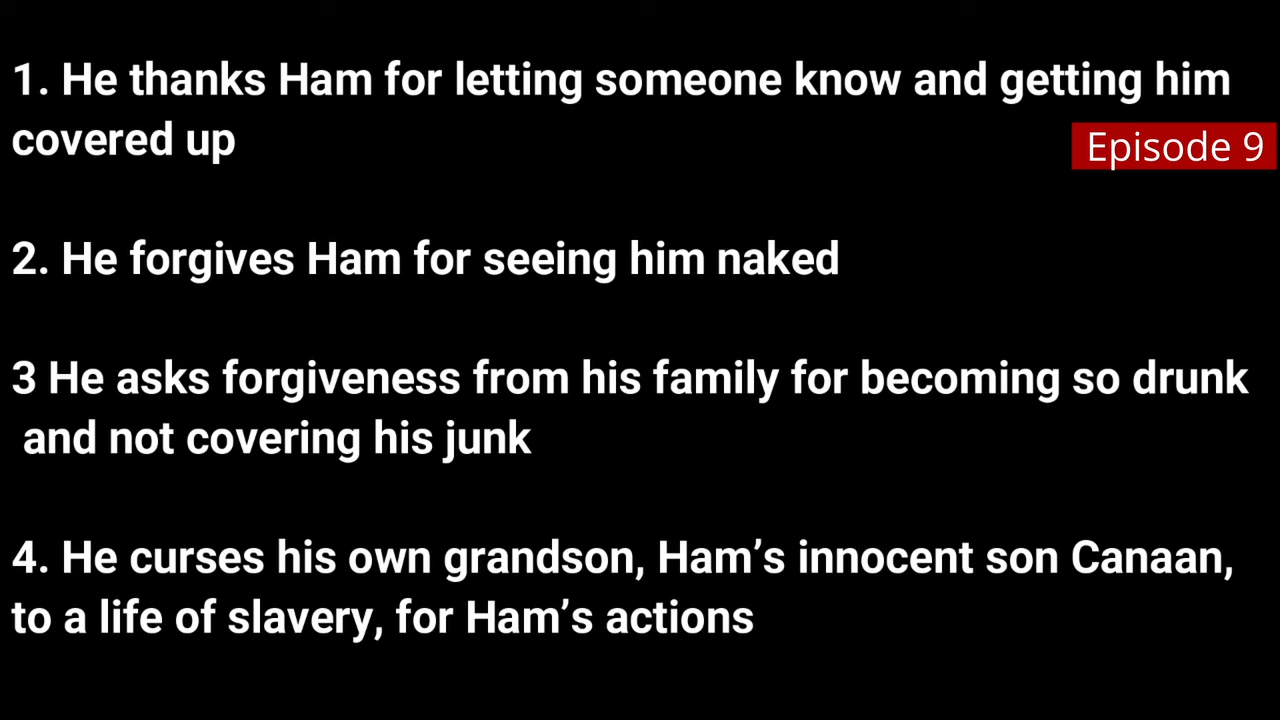 1. He thanks Ham for letting someone know and getting him
covered up
Episode 9
2. He forgives Ham for seeing him naked
3 He asks forgiveness from his family for becoming so drunk
and not covering his junk
4. He curses his own grandson, Ham’s innocent son Canaan,
to a life of slavery, for Ham’s actions